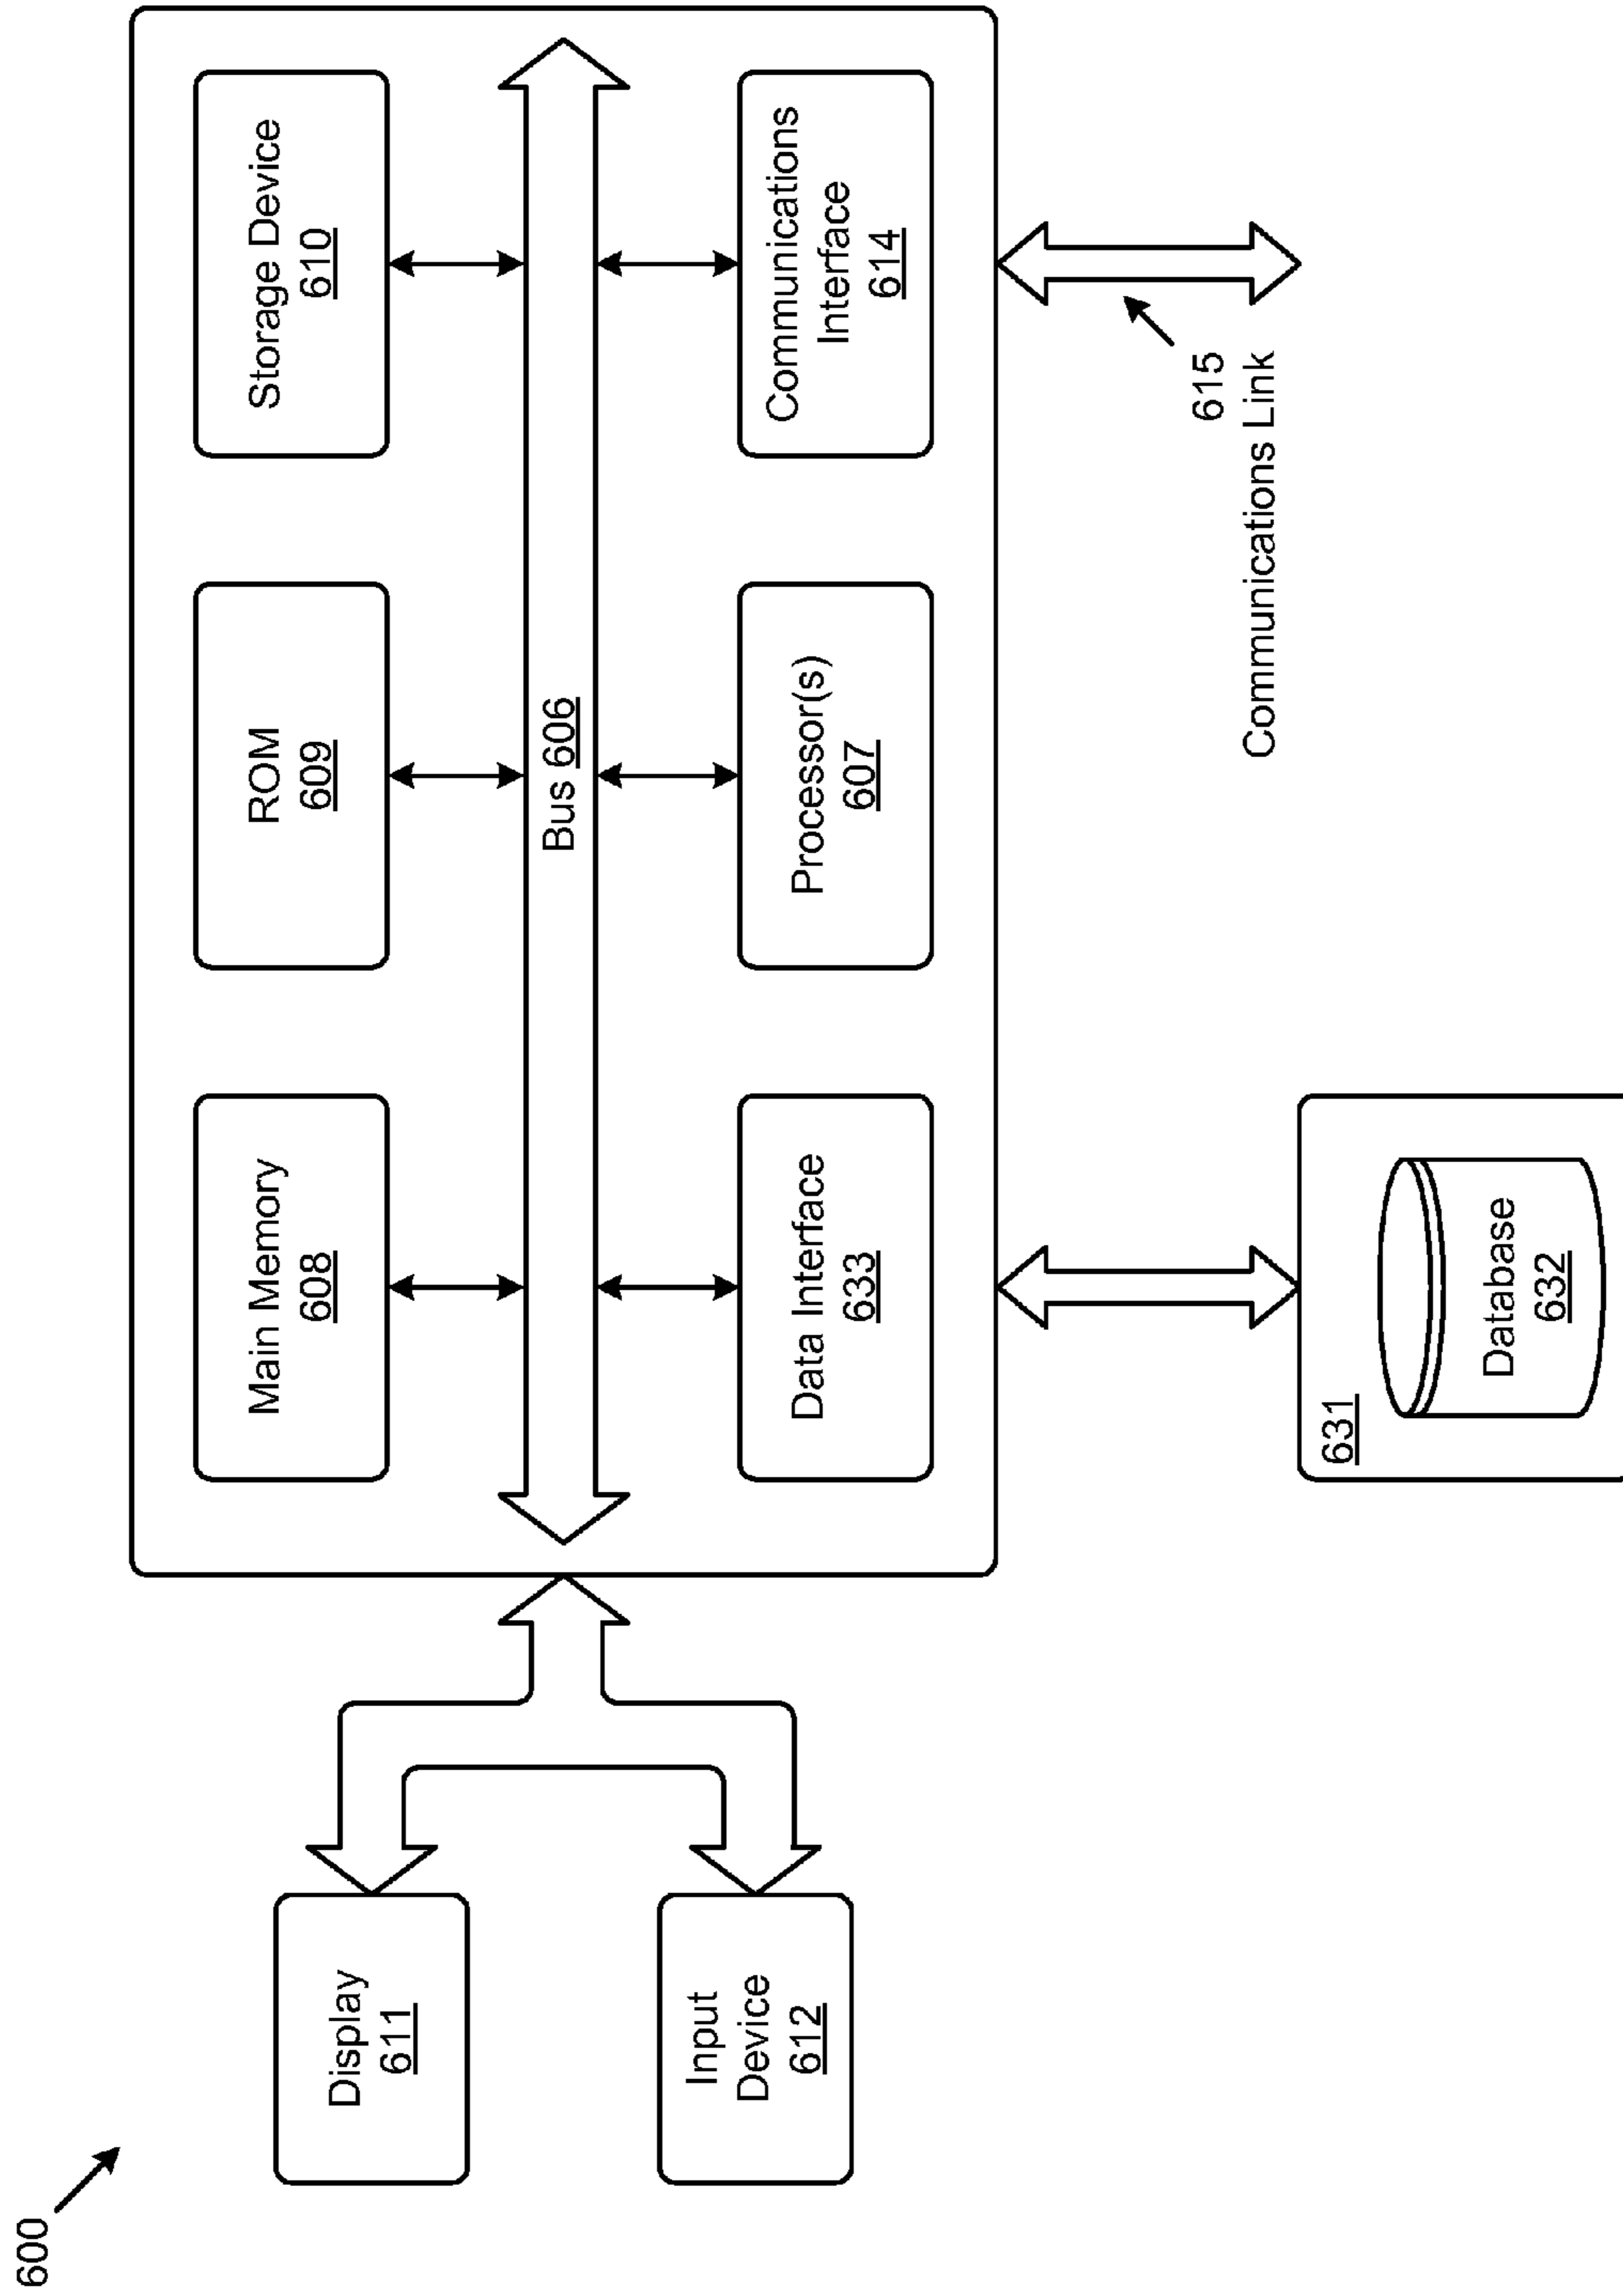 600
Main Memory
608
ROM
609
Storage Device
610
Display
611
Bus 606
Input
Device
612
Data Interface
633
Processor(s)
607
Communications
Interface
614
615
Communications Link
631
Database
632